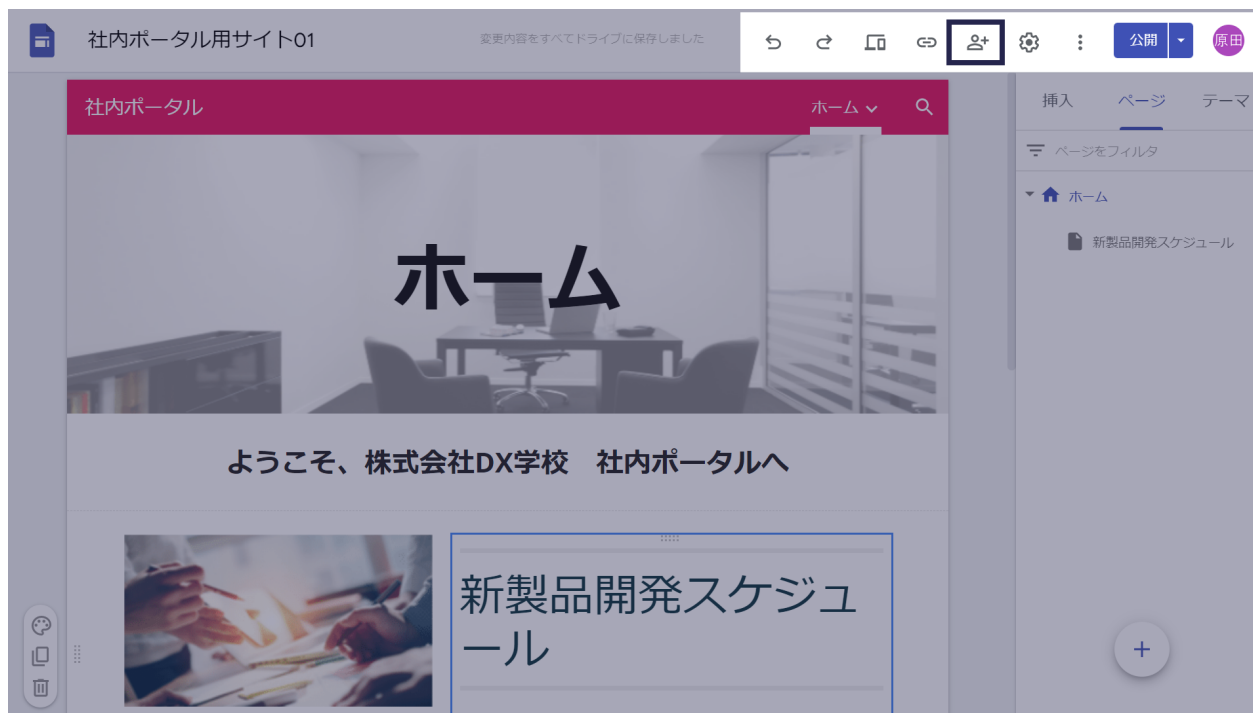 社内ポータル用サイト01
変更内容をすべてドライブに保存しました
公開
原田
社内ポータル
ホーム
挿入
ページ
テーマ
ページをフィルタ
ホーム
新製品開発スケジュール
ホーム
ようこそ、株式会社DX学校　社内ポータルへ
新製品開発スケジュ
ール